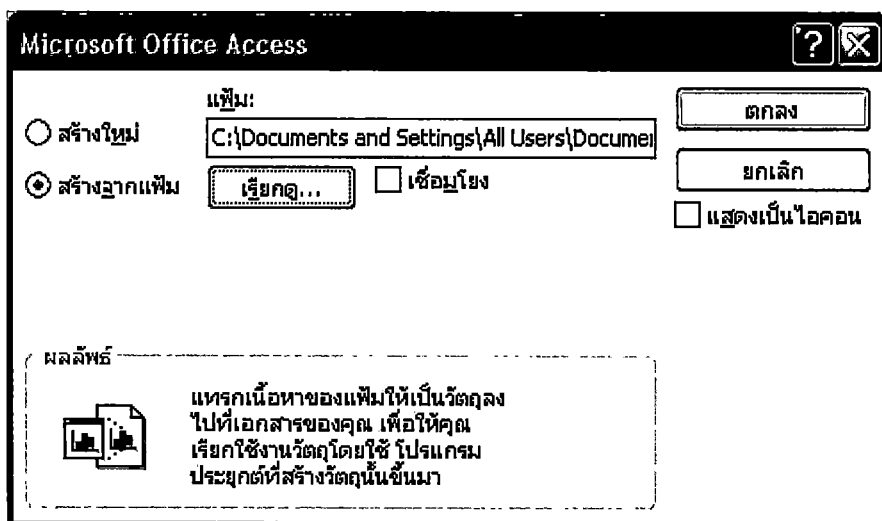 Microsoft Office Access
แฟ้ม:
สร้างใหม่
C:\Documents and Settings\All Users\Documen
ตกลง
สร้างจากแฟ้ม
เรียกดู...
เชื่อมโยง
ยกเลิก
แสดงเป็นไอคอน
ผลลัพธ์
แทรกเนื้อหาของแฟ้มให้เป็นวัตถุลง
ไปที่เอกสารของคุณ เพื่อให้คุณ
เรียกใช้งานวัตถุโดยใช้ โปรแกรม
ประยุกต์ที่สร้างวัตถุนั้นขึ้นมา